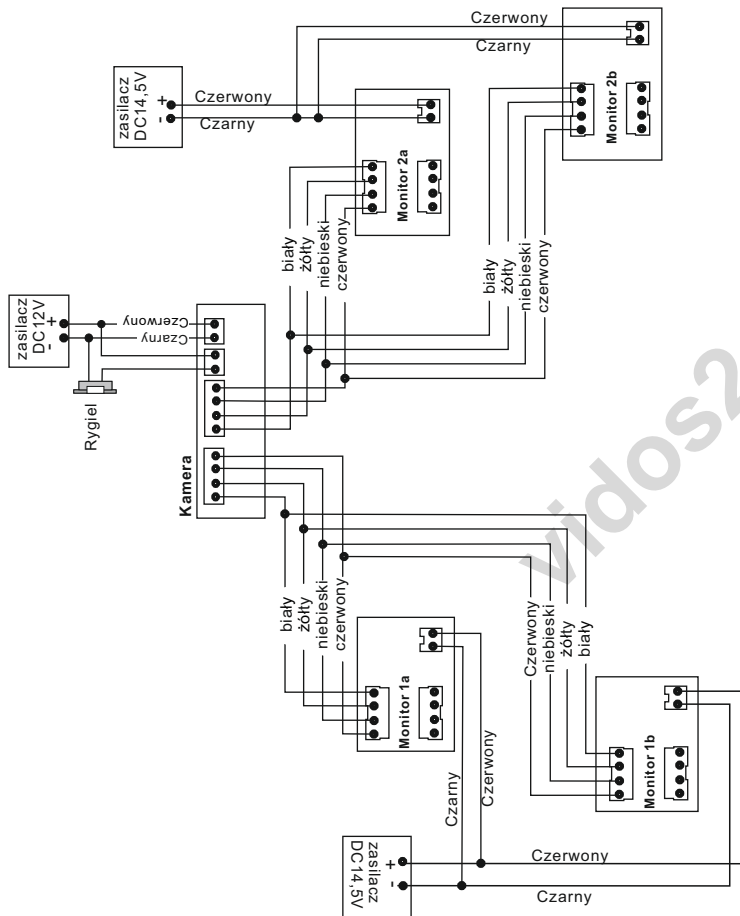 Czerwony
Czarny
zasilacz
DC14,5V
+
-
Czerwony
Czarny
Monitor 2b
Monitor 2a
biały
żółty
niebieski
czerwony
biały
żółty
niebieski
czerwony
zasilacz
DC12V
+
-
Czerwony
Czarny
Rygiel
Kamera
vidos2
biały
żółty
niebieski
czerwony
Czerwony
niebieski
żółty
biały
Monitor 1a
Monitor 1b
Czarny
Czerwony
zasilacz
DC14,5V
+
-
Czerwony
Czarny